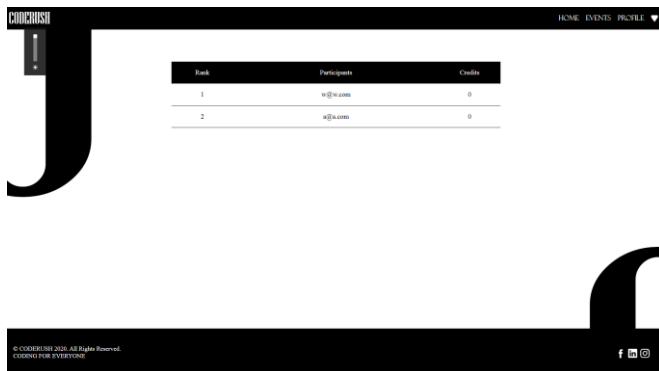 CODERUSH
HOME EVENTS PROFILE
Rank Participants Credits
1 w@w.com 0
2 a@a.com 0
© CODERUSH 2020. All Rights Reserved.
CODING FOR EVERYONE